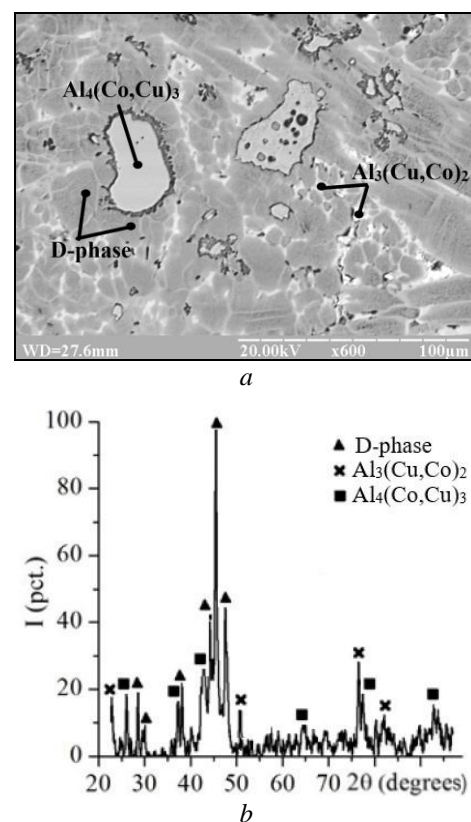 Al₄(Co,Cu)₃
Al₃(Cu,Co)₂
D-phase
WD=27.6mm 20.00kV x600 100μm
a
I (pct.)
100
80
60
40
20
0
▲ D-phase
× Al₃(Cu,Co)₂
■ Al₄(Co,Cu)₃
20 30 40 50 60 70 2θ (degrees)
b